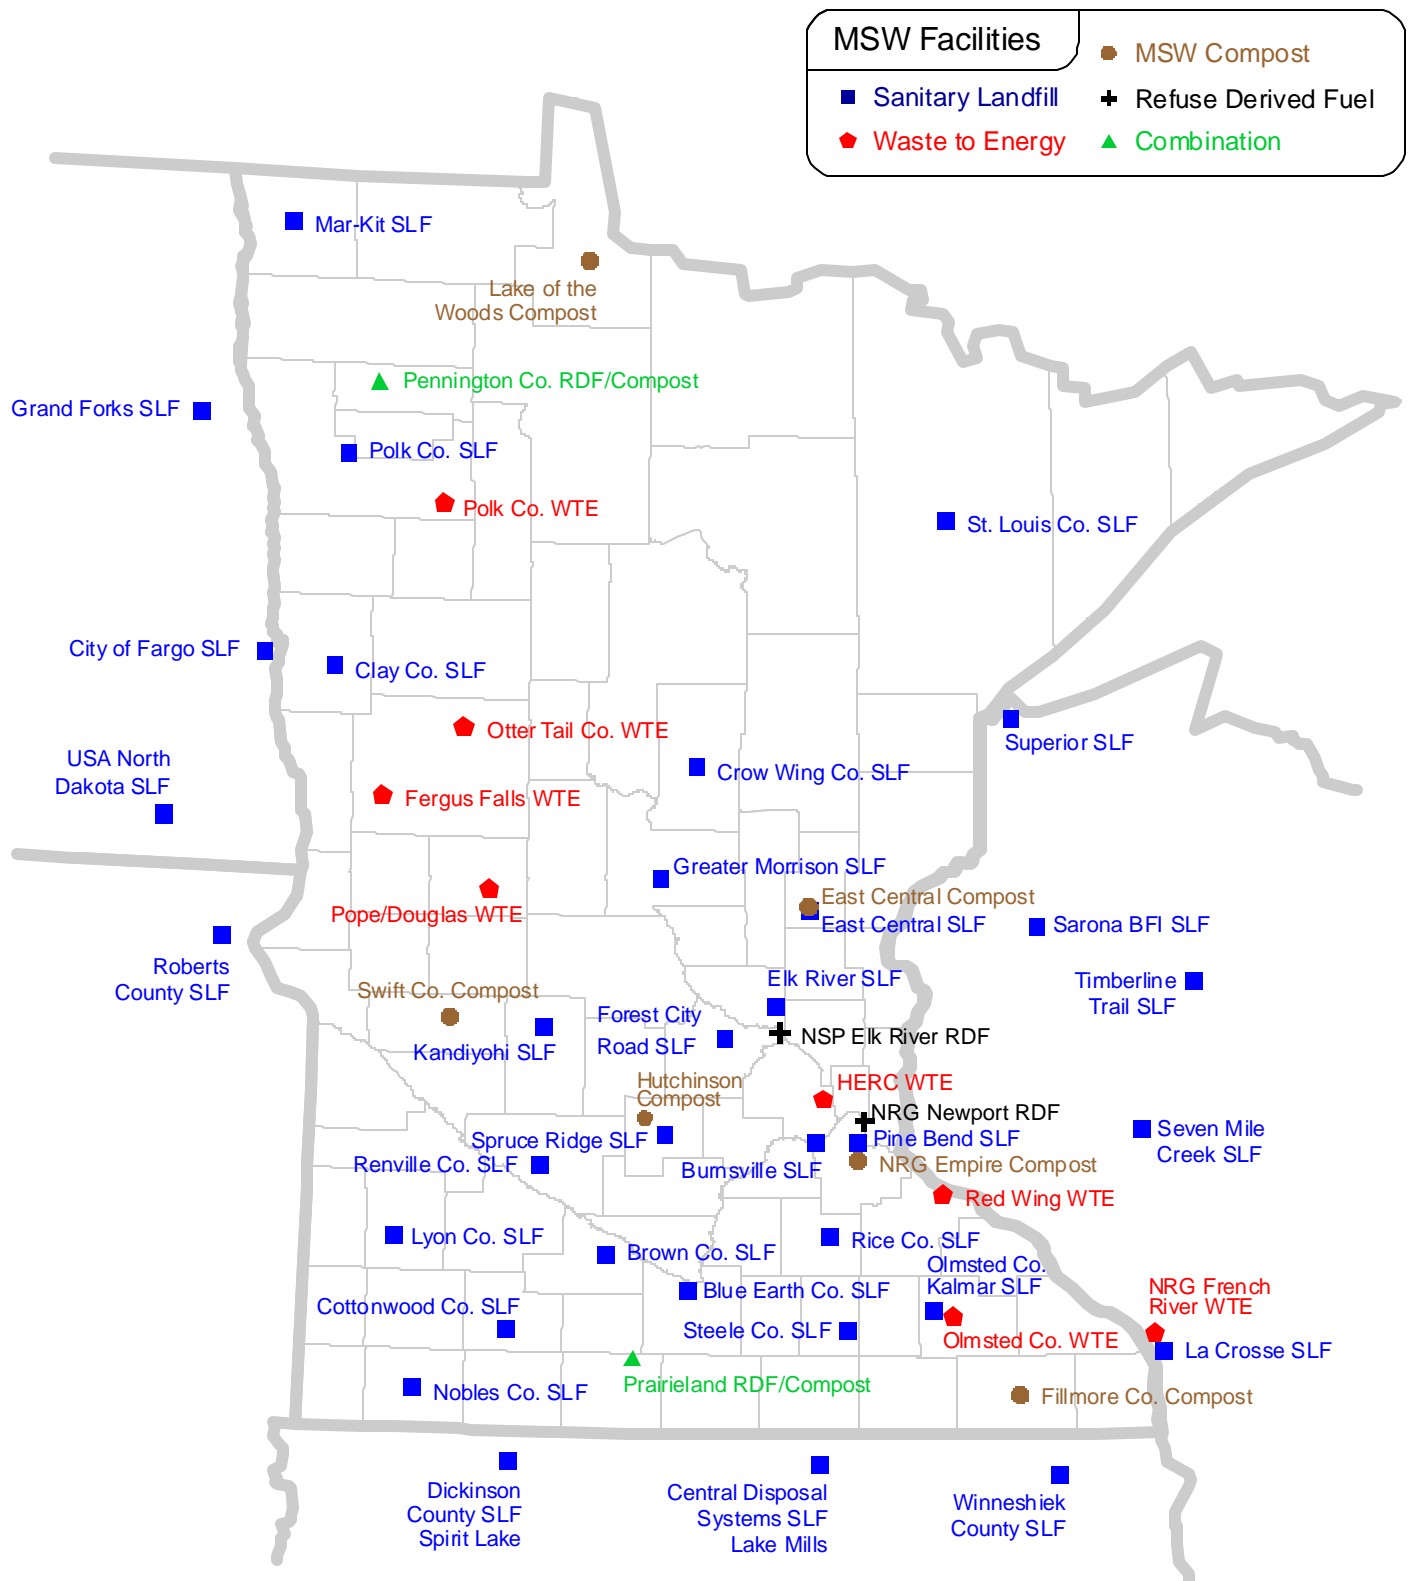 MSW Facilities
MSW Compost
Sanitary Landfill
Refuse Derived Fuel
Waste to Energy
Combination
Mar-Kit SLF
Lake of the
Woods Compost
Pennington Co. RDF/Compost
Grand Forks SLF
Polk Co. SLF
Polk Co. WTE
St. Louis Co. SLF
City of Fargo SLF
Clay Co. SLF
Otter Tail Co. WTE
Superior SLF
USA North
Dakota SLF
Crow Wing Co. SLF
Fergus Falls WTE
Greater Morrison SLF
East Central Compost
East Central SLF
Pope/Douglas WTE
Sarona BFI SLF
Roberts
County SLF
Timberline
Trail SLF
Elk River SLF
Swift Co. Compost
Forest City
Road SLF
NSP Elk River RDF
Kandiyohi SLF
HERC WTE
Hutchinson
Compost
NRG Newport RDF
Spruce Ridge SLF
Pine Bend SLF
Seven Mile
Creek SLF
Renville Co. SLF
Burnsville SLF
NRG Empire Compost
Red Wing WTE
Lyon Co. SLF
Brown Co. SLF
Rice Co. SLF
Olmsted Co.
Kalmar SLF
Blue Earth Co. SLF
NRG French
River WTE
Cottonwood Co. SLF
Steele Co. SLF
Olmsted Co. WTE
La Crosse SLF
Prairieland RDF/Compost
Nobles Co. SLF
Fillmore Co. Compost
Dickinson
County SLF
Spirit Lake
Central Disposal
Systems SLF
Lake Mills
Winneshiek
County SLF